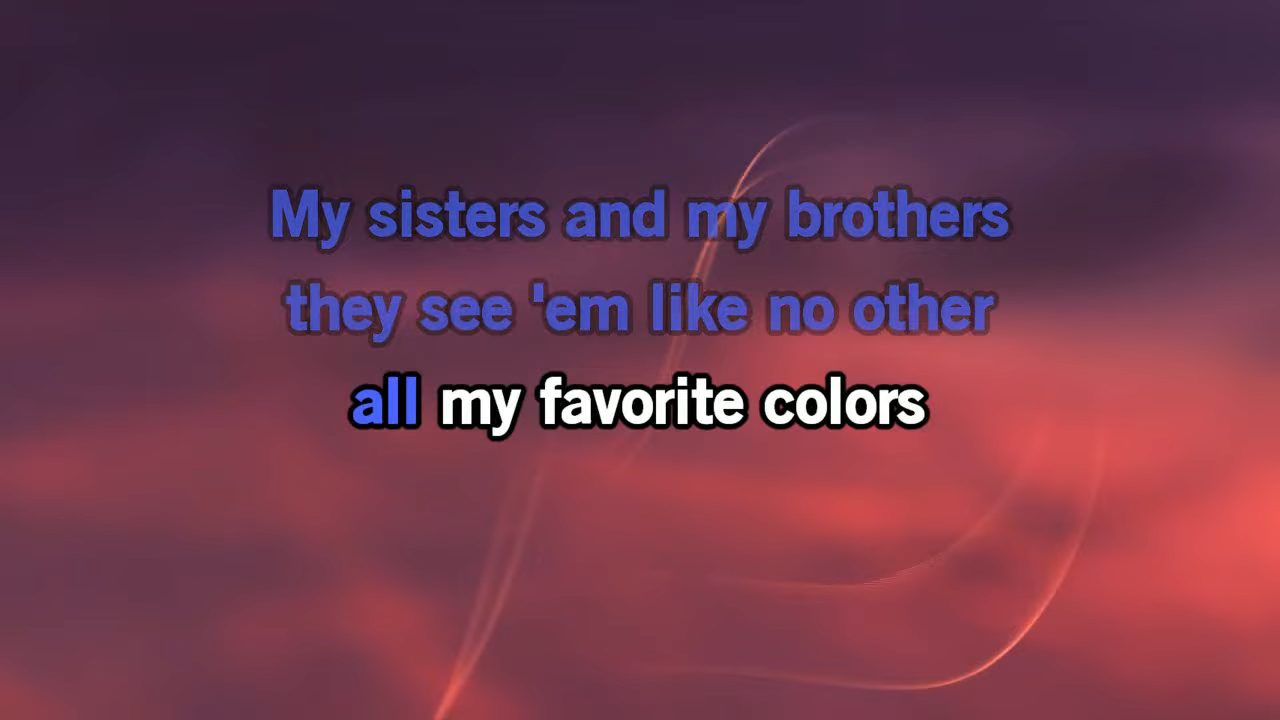 My sisters and my brothers
they see 'em like no other
all my favorite colors